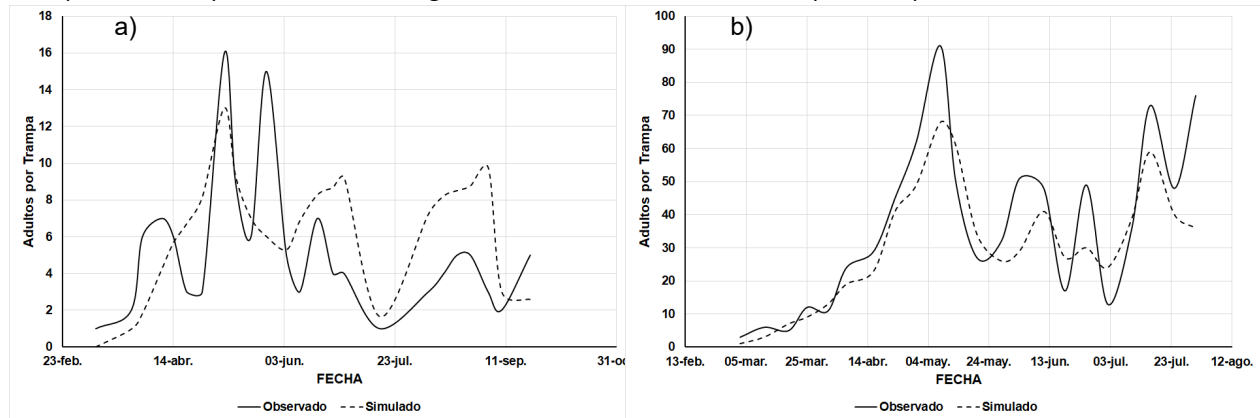 a)
18
16
14
12
10
8
6
4
2
0
Adultos por Trampa
23-feb. 14-abr. 03-jun. 23-jul. 11-sep. 31-oc
FECHA
Observado Simulado
b)
100
90
80
70
60
50
40
30
20
10
0
Adultos por Trampa
13-feb. 05-mar. 25-mar. 14-abr. 04-may. 24-may. 13-jun. 03-jul. 23-jul. 12-ago.
FECHA
Observado Simulado